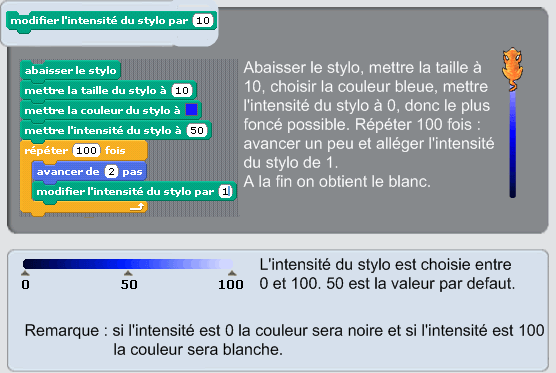 modifier l'intensité du stylo par 10
abaisser le stylo
mettre la taille du stylo à 10
mettre la couleur du stylo à
mettre l'intensité du stylo à 50
répéter 100 fois
avancer de 2 pas
modifier l'intensité du stylo par 1
Abaisser le stylo, mettre la taille à
10, choisir la couleur bleue, mettre
l'intensité du stylo à 0, donc le plus
foncé possible. Répéter 100 fois :
avancer un peu et alléger l'intensité
du stylo de 1.
A la fin on obtient le blanc.
0 50 100
L'intensité du stylo est choisie entre
0 et 100. 50 est la valeur par defaut.
Remarque : si l'intensité est 0 la couleur sera noire et si l'intensité est 100
la couleur sera blanche.